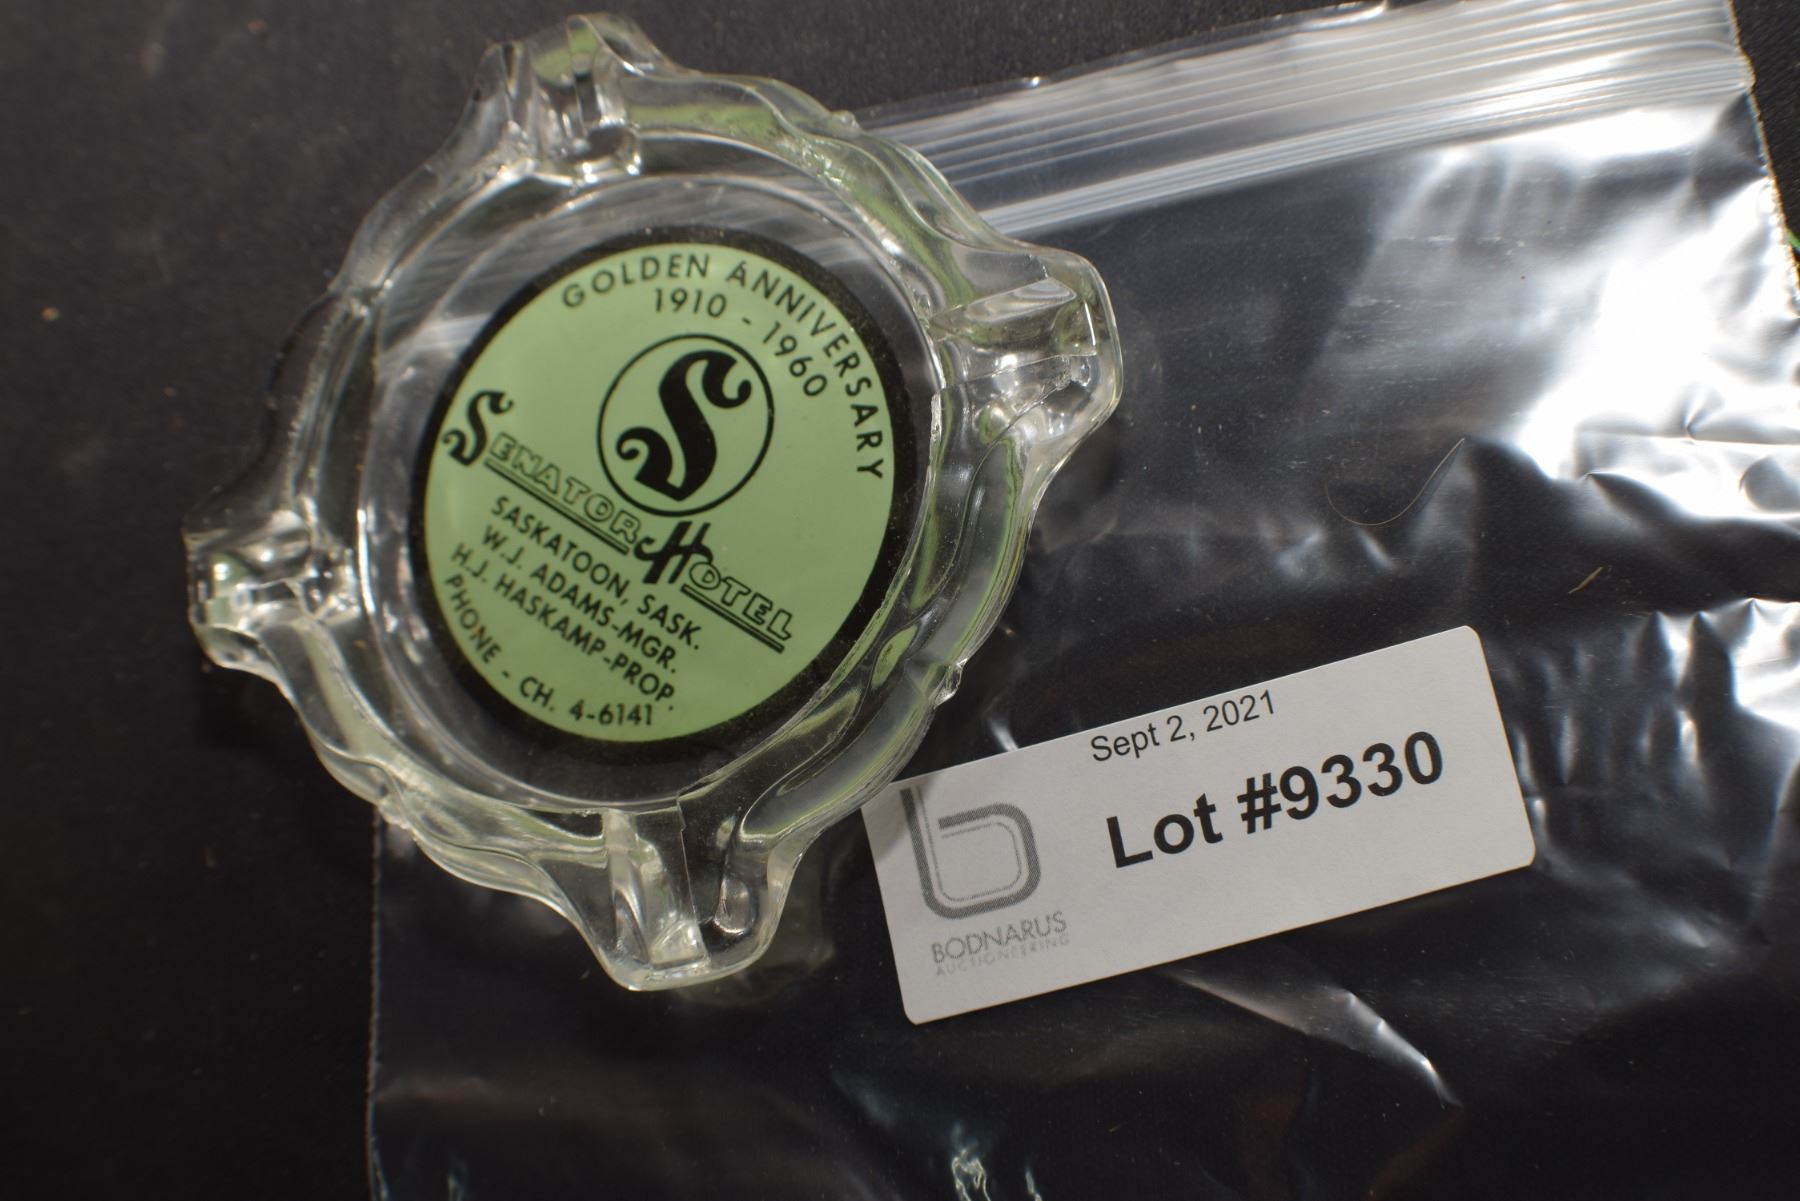 GOLDEN ANNIVERSARY
1910 - 1960
S
SENATOR HOTEL
SASKATOON, SASK.
W.J. ADAMS-MGR.
H.J. HASKAMP-PROP.
PHONE - CH. 4-6141
Sept 2, 2021
Lot #9330
b
BODNARUS
AUCTIONEERING